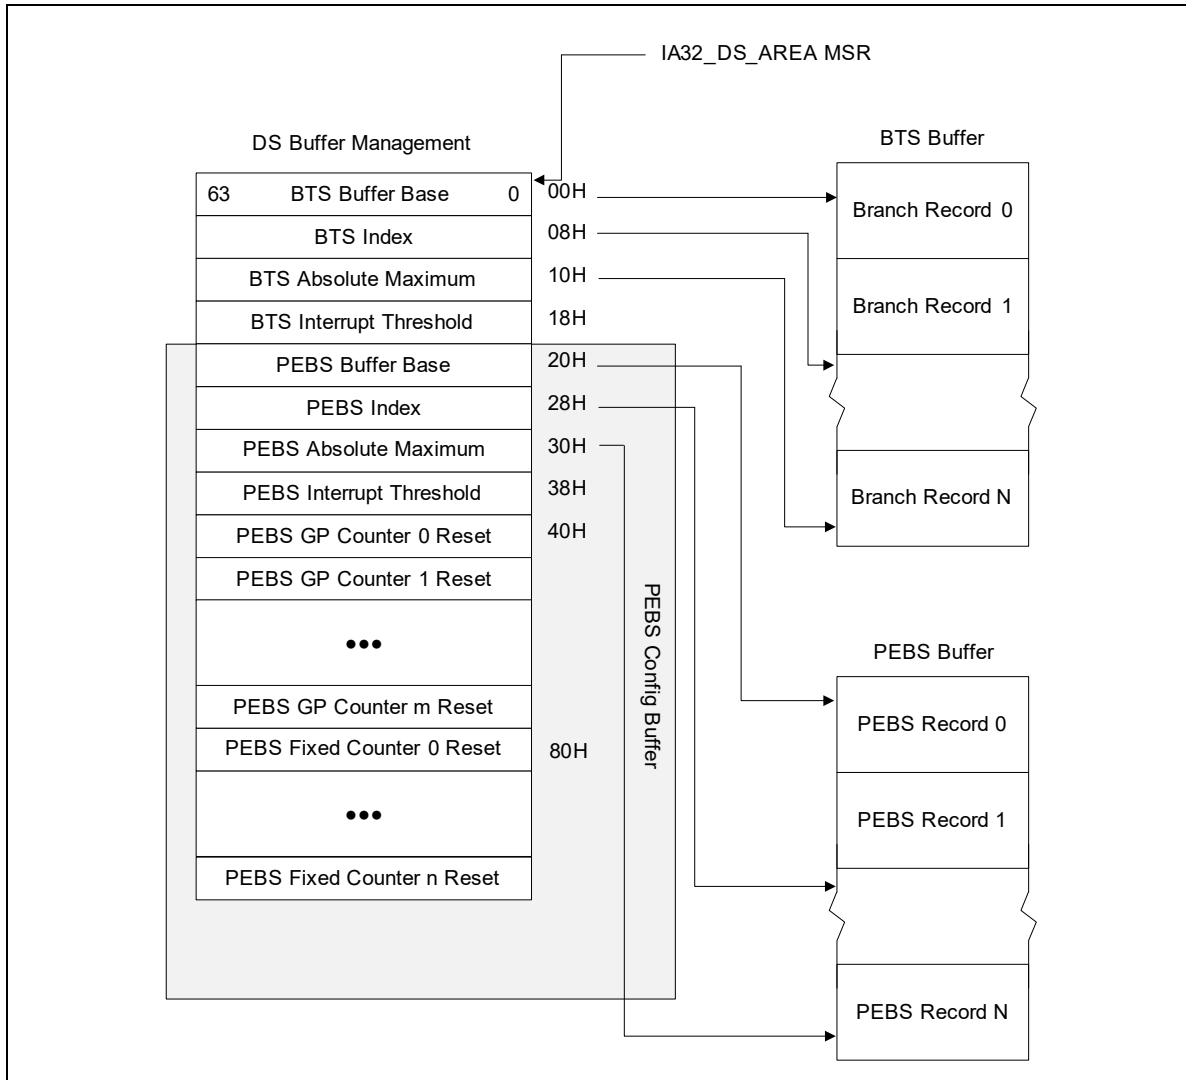 IA32_DS_AREA MSR
DS Buffer Management
63 BTS Buffer Base 0 00H
BTS Index 08H
BTS Absolute Maximum 10H
BTS Interrupt Threshold 18H
PEBS Buffer Base 20H
PEBS Index 28H
PEBS Absolute Maximum 30H
PEBS Interrupt Threshold 38H
PEBS GP Counter 0 Reset 40H
PEBS GP Counter 1 Reset
•••
PEBS GP Counter m Reset
PEBS Fixed Counter 0 Reset 80H
•••
PEBS Fixed Counter n Reset
PEBS Config Buffer
BTS Buffer
Branch Record 0
Branch Record 1
Branch Record N
PEBS Buffer
PEBS Record 0
PEBS Record 1
PEBS Record N